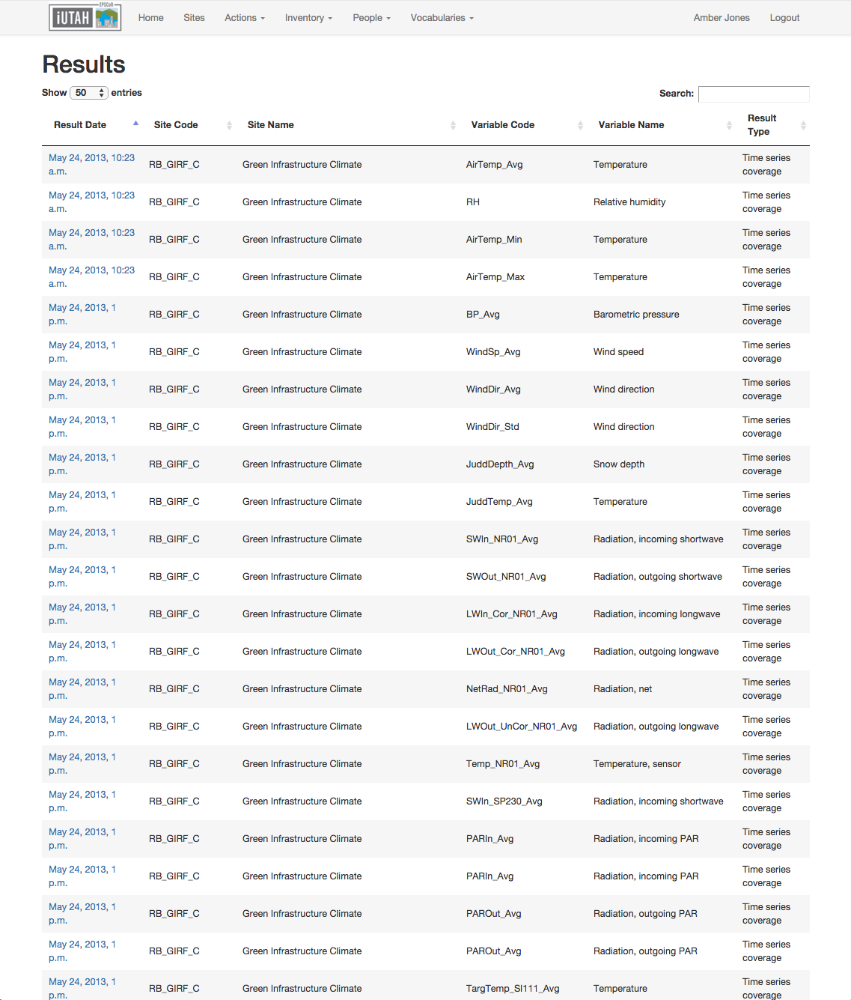 EPSCoR
iUTAH
Home Sites Actions Inventory People Vocabularies Amber Jones Logout
Results
Show 50 entries Search:
Result Date Site Code Site Name Variable Code Variable Name Result Type
May 24, 2013, 10:23 a.m. RB_GIRF_C Green Infrastructure Climate AirTemp_Avg Temperature Time series coverage
May 24, 2013, 10:23 a.m. RB_GIRF_C Green Infrastructure Climate RH Relative humidity Time series coverage
May 24, 2013, 10:23 a.m. RB_GIRF_C Green Infrastructure Climate AirTemp_Min Temperature Time series coverage
May 24, 2013, 10:23 a.m. RB_GIRF_C Green Infrastructure Climate AirTemp_Max Temperature Time series coverage
May 24, 2013, 1 p.m. RB_GIRF_C Green Infrastructure Climate BP_Avg Barometric pressure Time series coverage
May 24, 2013, 1 p.m. RB_GIRF_C Green Infrastructure Climate WindSp_Avg Wind speed Time series coverage
May 24, 2013, 1 p.m. RB_GIRF_C Green Infrastructure Climate WindDir_Avg Wind direction Time series coverage
May 24, 2013, 1 p.m. RB_GIRF_C Green Infrastructure Climate WindDir_Std Wind direction Time series coverage
May 24, 2013, 1 p.m. RB_GIRF_C Green Infrastructure Climate JuddDepth_Avg Snow depth Time series coverage
May 24, 2013, 1 p.m. RB_GIRF_C Green Infrastructure Climate JuddTemp_Avg Temperature Time series coverage
May 24, 2013, 1 p.m. RB_GIRF_C Green Infrastructure Climate SWIn_NR01_Avg Radiation, incoming shortwave Time series coverage
May 24, 2013, 1 p.m. RB_GIRF_C Green Infrastructure Climate SWOut_NR01_Avg Radiation, outgoing shortwave Time series coverage
May 24, 2013, 1 p.m. RB_GIRF_C Green Infrastructure Climate LWIn_Cor_NR01_Avg Radiation, incoming longwave Time series coverage
May 24, 2013, 1 p.m. RB_GIRF_C Green Infrastructure Climate LWOut_Cor_NR01_Avg Radiation, outgoing longwave Time series coverage
May 24, 2013, 1 p.m. RB_GIRF_C Green Infrastructure Climate NetRad_NR01_Avg Radiation, net Time series coverage
May 24, 2013, 1 p.m. RB_GIRF_C Green Infrastructure Climate LWOut_UnCor_NR01_Avg Radiation, outgoing longwave Time series coverage
May 24, 2013, 1 p.m. RB_GIRF_C Green Infrastructure Climate Temp_NR01_Avg Temperature, sensor Time series coverage
May 24, 2013, 1 p.m. RB_GIRF_C Green Infrastructure Climate SWIn_SP230_Avg Radiation, incoming shortwave Time series coverage
May 24, 2013, 1 p.m. RB_GIRF_C Green Infrastructure Climate PARIn_Avg Radiation, incoming PAR Time series coverage
May 24, 2013, 1 p.m. RB_GIRF_C Green Infrastructure Climate PARIn_Avg Radiation, incoming PAR Time series coverage
May 24, 2013, 1 p.m. RB_GIRF_C Green Infrastructure Climate PAROut_Avg Radiation, outgoing PAR Time series coverage
May 24, 2013, 1 p.m. RB_GIRF_C Green Infrastructure Climate PAROut_Avg Radiation, outgoing PAR Time series coverage
May 24, 2013, 1 p.m. RB_GIRF_C Green Infrastructure Climate TargTemp_SI111_Avg Temperature Time series coverage